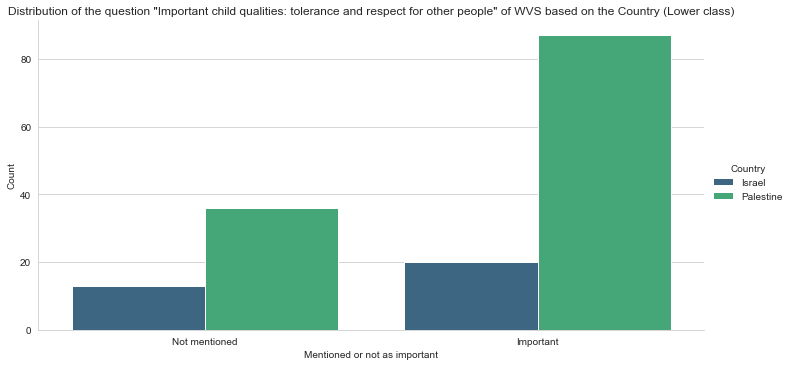 Distribution of the question "Important child qualities: tolerance and respect for other people" of WVS based on the Country (Lower class)
80
60
40
20
0
Count
Not mentioned
Important
Mentioned or not as important
Country
Israel
Palestine